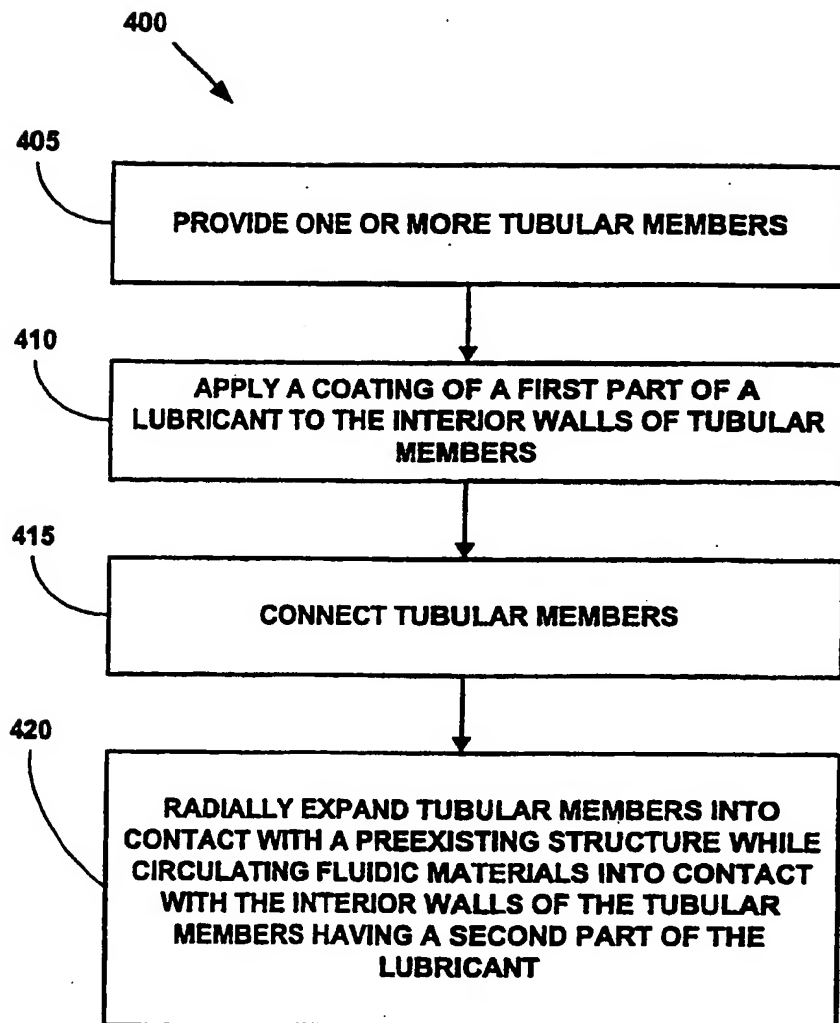 400
405
PROVIDE ONE OR MORE TUBULAR MEMBERS
410
APPLY A COATING OF A FIRST PART OF A
LUBRICANT TO THE INTERIOR WALLS OF TUBULAR
MEMBERS
415
CONNECT TUBULAR MEMBERS
420
RADIALLY EXPAND TUBULAR MEMBERS INTO
CONTACT WITH A PREEXISTING STRUCTURE WHILE
CIRCULATING FLUIDIC MATERIALS INTO CONTACT
WITH THE INTERIOR WALLS OF THE TUBULAR
MEMBERS HAVING A SECOND PART OF THE
LUBRICANT